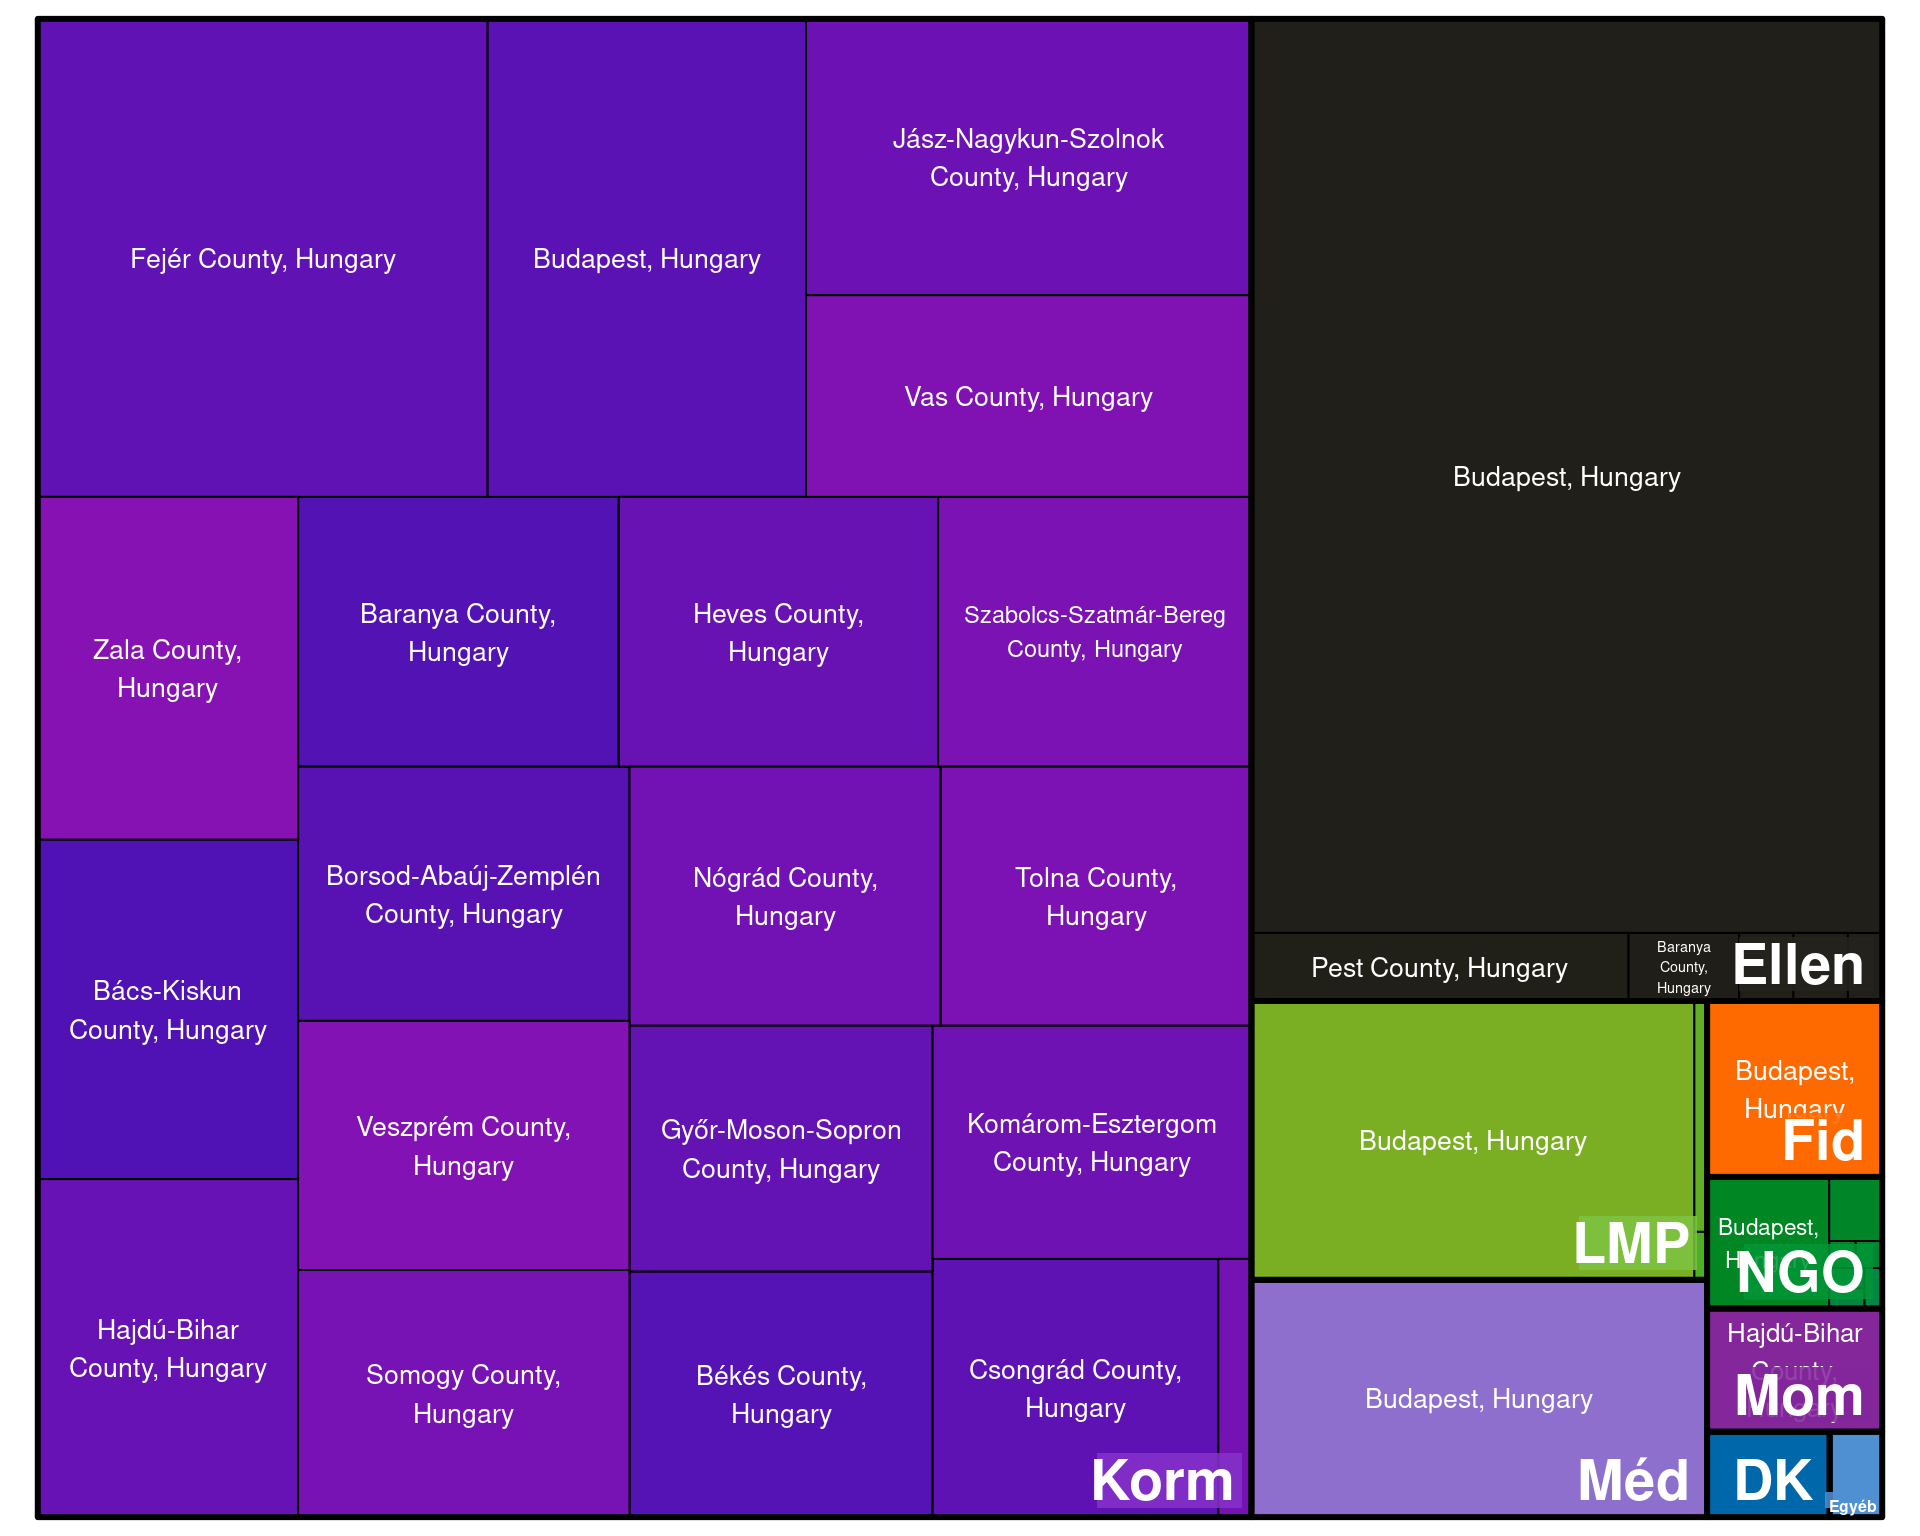 Fejér County, Hungary
Budapest, Hungary
Jász-Nagykun-Szolnok
County, Hungary
Vas County, Hungary
Zala County,
Hungary
Baranya County,
Hungary
Heves County,
Hungary
Szabolcs-Szatmár-Bereg
County, Hungary
Bács-Kiskun
County, Hungary
Borsod-Abaúj-Zemplén
County, Hungary
Nógrád County,
Hungary
Tolna County,
Hungary
Hajdú-Bihar
County, Hungary
Veszprém County,
Hungary
Győr-Moson-Sopron
County, Hungary
Komárom-Esztergom
County, Hungary
Somogy County,
Hungary
Békés County,
Hungary
Csongrád County,
Hungary
Korm
Budapest, Hungary
Pest County, Hungary
Baranya
County,
Hungary
Ellen
Budapest, Hungary
LMP
Budapest, Hungary
Méd
Budapest,
Hungary
Fid
Budapest,
NGO
Hajdú-Bihar
County,
Mom
DK
Egyéb